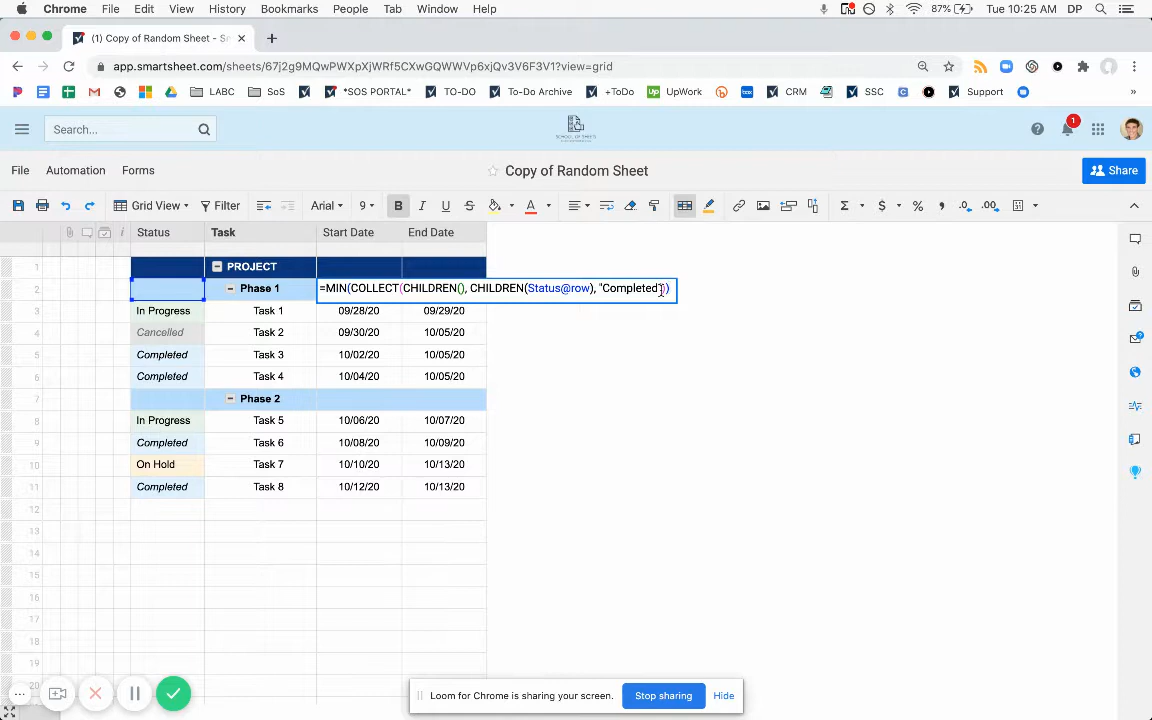 Chrome File Edit View History Bookmarks People Tab Window Help 87% Tue 10:25 AM DP
(1) Copy of Random Sheet - S
app.smartsheet.com/sheets/67j2g9MQwPWXpXjWRf5CXwGQWWVp6xjQv3V6F3V1?view=grid
LABC SoS *SOS PORTAL* TO-DO To-Do Archive +ToDo UpWork CRM SSC Support »
Search... SCHOOL OF SHEETS 1
File Automation Forms Copy of Random Sheet Share
Grid View Filter Arial 9 B I U S A Σ $ % , .0 .00
Status Task Start Date End Date
1 PROJECT
2 Phase 1 =MIN(COLLECT(CHILDREN(), CHILDREN(Status@row), "Completed"))
3 In Progress Task 1 09/28/20 09/29/20
4 Cancelled Task 2 09/30/20 10/05/20
5 Completed Task 3 10/02/20 10/05/20
6 Completed Task 4 10/04/20 10/05/20
7 Phase 2
8 In Progress Task 5 10/06/20 10/07/20
9 Completed Task 6 10/08/20 10/09/20
10 On Hold Task 7 10/10/20 10/13/20
11 Completed Task 8 10/12/20 10/13/20
12
13
14
15
16
17
18
19
20
Loom for Chrome is sharing your screen. Stop sharing Hide